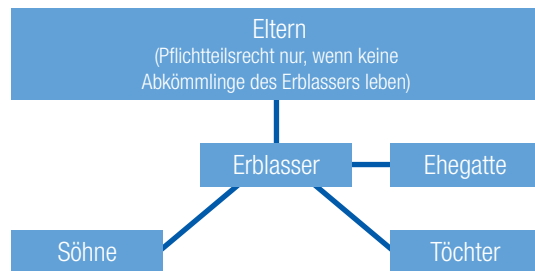 Eltern
(Pflichtteilsrecht nur, wenn keine
Abkömmlinge des Erblassers leben)
Erblasser
Ehegatte
Söhne
Töchter